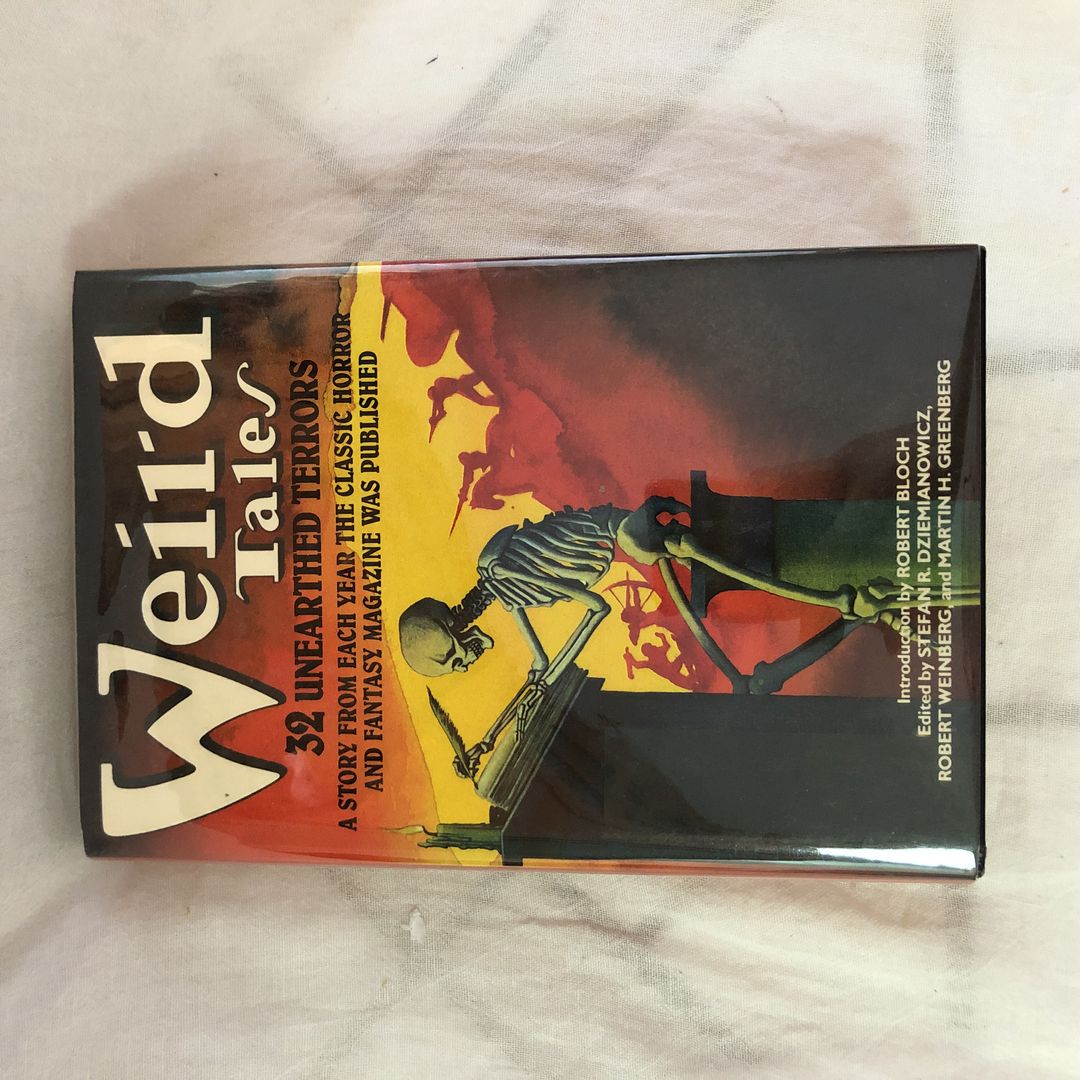 Weird
Tales
32 UNEARTHED TERRORS
A STORY FROM EACH YEAR THE CLASSIC HORROR
AND FANTASY MAGAZINE WAS PUBLISHED
Introduction by ROBERT BLOCH
Edited by STEFAN R. DZIEMIANOWICZ,
ROBERT WEINBERG, and MARTIN H. GREENBERG